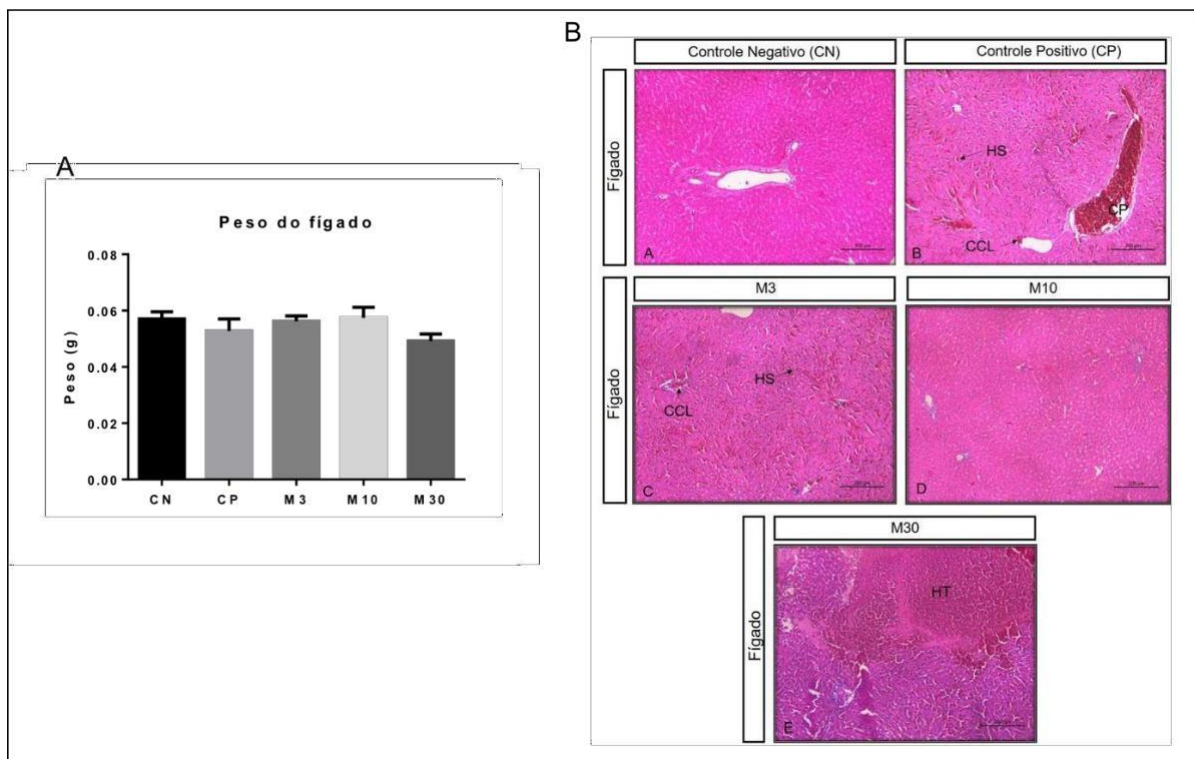 A
Peso do fígado
Peso (g)
0.08
0.06
0.04
0.02
0.00
CN
CP
M3
M10
M30
B
Controle Negativo (CN)
Controle Positivo (CP)
Fígado
A
HS
CCL
CP
B
M3
M10
Fígado
HS
CCL
C
D
M30
Fígado
HT
E